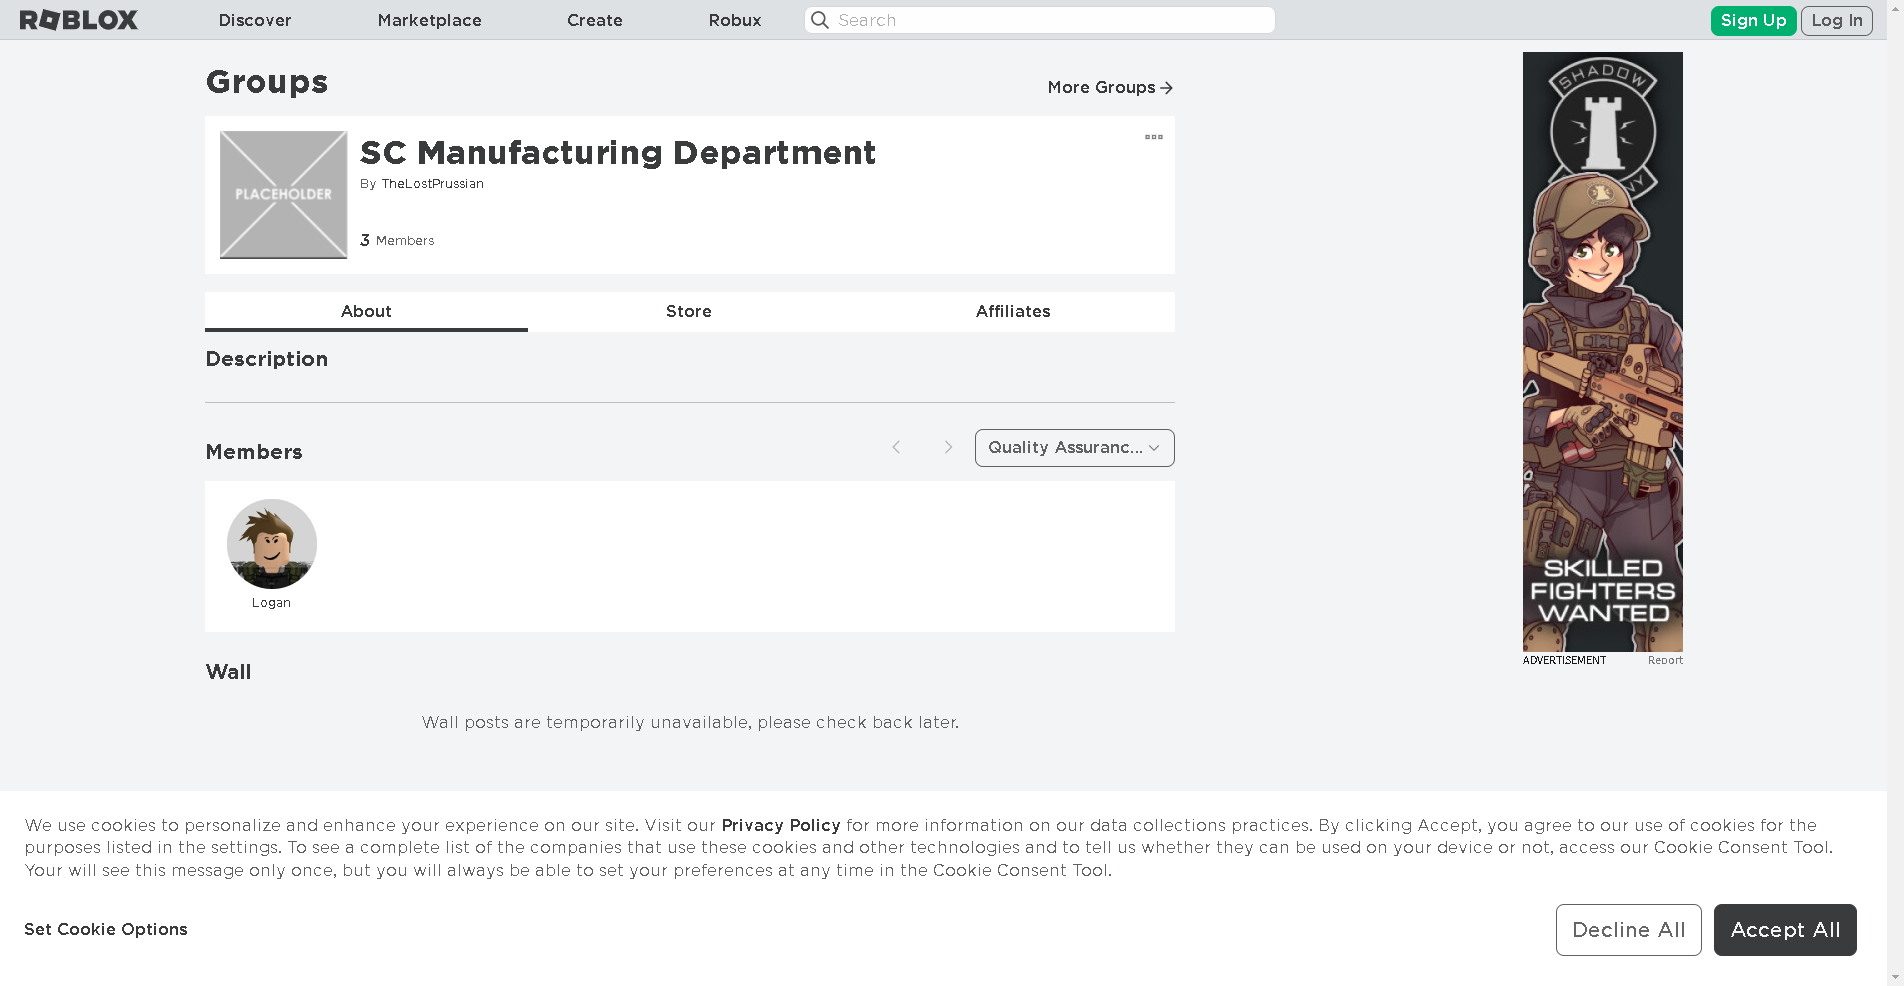 ROBLOX
Discover
Marketplace
Create
Robux
Search
Sign Up
Log In
Groups
More Groups
PLACEHOLDER
SC Manufacturing Department
By TheLostPrussian
3 Members
About
Store
Affiliates
Description
Members
Quality Assuranc...
Logan
Wall
Wall posts are temporarily unavailable, please check back later.
SHADOW
SKILLED
FIGHTERS
WANTED
ADVERTISEMENT
Report
We use cookies to personalize and enhance your experience on our site. Visit our Privacy Policy for more information on our data collections practices. By clicking Accept, you agree to our use of cookies for the
purposes listed in the settings. To see a complete list of the companies that use these cookies and other technologies and to tell us whether they can be used on your device or not, access our Cookie Consent Tool.
Your will see this message only once, but you will always be able to set your preferences at any time in the Cookie Consent Tool.
Set Cookie Options
Decline All
Accept All